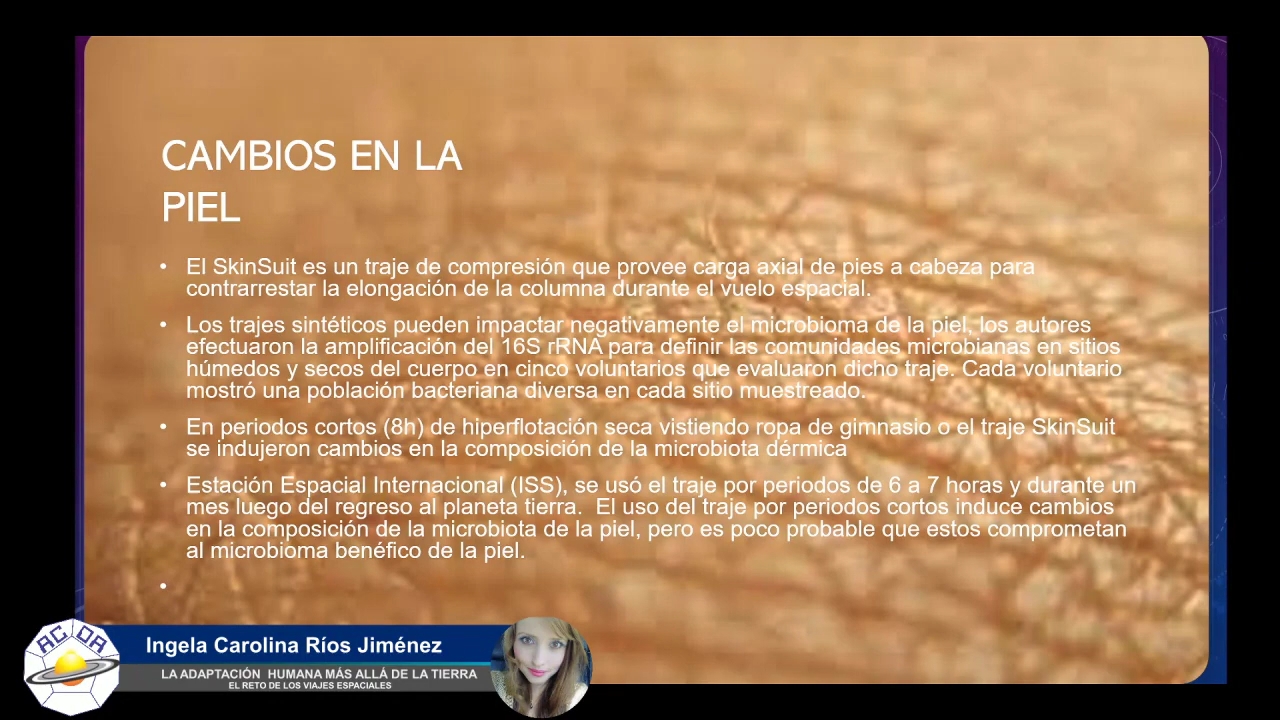 CAMBIOS EN LA
PIEL
• El SkinSuit es un traje de compresión que provee carga axial de pies a cabeza para
contrarrestar la elongación de la columna durante el vuelo espacial.
• Los trajes sintéticos pueden impactar negativamente el microbioma de la piel, los autores
efectuaron la amplificación del 16S rRNA para definir las comunidades microbianas en sitios
húmedos y secos del cuerpo en cinco voluntarios que evaluaron dicho traje. Cada voluntario
mostró una población bacteriana diversa en cada sitio muestreado.
• En periodos cortos (8h) de hiperflotación seca vistiendo ropa de gimnasio o el traje SkinSuit
se indujeron cambios en la composición de la microbiota dérmica
• Estación Espacial Internacional (ISS), se usó el traje por periodos de 6 a 7 horas y durante un
mes luego del regreso al planeta tierra. El uso del traje por periodos cortos induce cambios
en la composición de la microbiota de la piel, pero es poco probable que estos comprometan
al microbioma benéfico de la piel.
•
ACDA
Ingela Carolina Ríos Jiménez
LA ADAPTACIÓN HUMANA MÁS ALLÁ DE LA TIERRA
EL RETO DE LOS VIAJES ESPACIALES